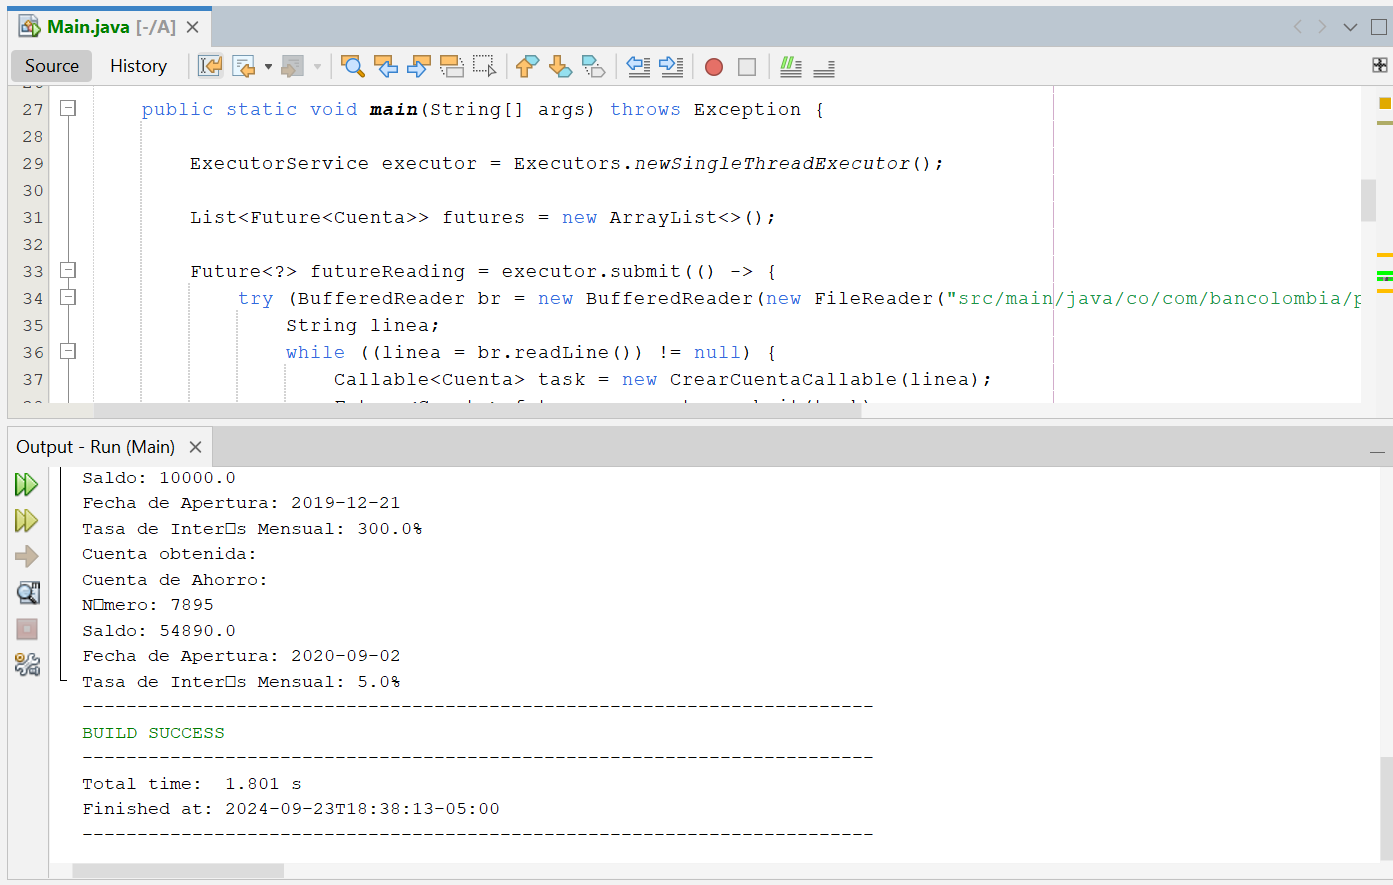 Main.java [-/A]
Source History
27 public static void main(String[] args) throws Exception {
28
29 ExecutorService executor = Executors.newSingleThreadExecutor();
30
31 List<Future<Cuenta>> futures = new ArrayList<>();
32
33 Future<?> futureReading = executor.submit(() -> {
34 try (BufferedReader br = new BufferedReader(new FileReader("src/main/java/co/com/bancolombia/p
35 String linea;
36 while ((linea = br.readLine()) != null) {
37 Callable<Cuenta> task = new CrearCuentaCallable(linea);
Output - Run (Main)
Saldo: 10000.0
Fecha de Apertura: 2019-12-21
Tasa de Inter□s Mensual: 300.0%
Cuenta obtenida:
Cuenta de Ahorro:
N□mero: 7895
Saldo: 54890.0
Fecha de Apertura: 2020-09-02
Tasa de Inter□s Mensual: 5.0%
------------------------------------------------------------------------
BUILD SUCCESS
------------------------------------------------------------------------
Total time:  1.801 s
Finished at: 2024-09-23T18:38:13-05:00
------------------------------------------------------------------------